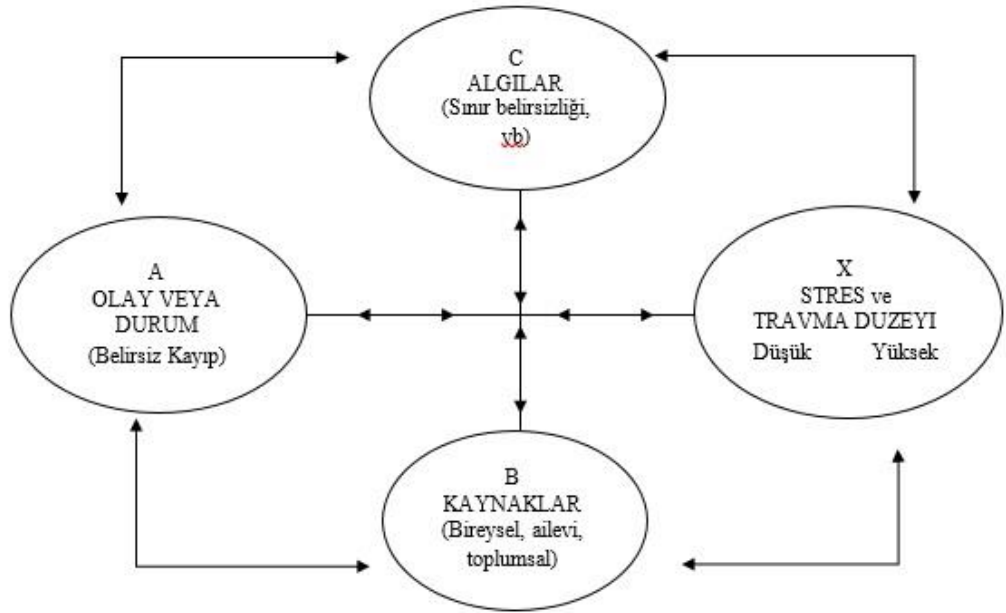 C
ALGILAR
(Sınır belirsizliği,
vb)
A
OLAY VEYA
DURUM
(Belirsiz Kayıp)
X
STRES ve
TRAVMA DUZEYI
Düşük Yüksek
B
KAYNAKLAR
(Bireysel, ailevi,
toplumsal)